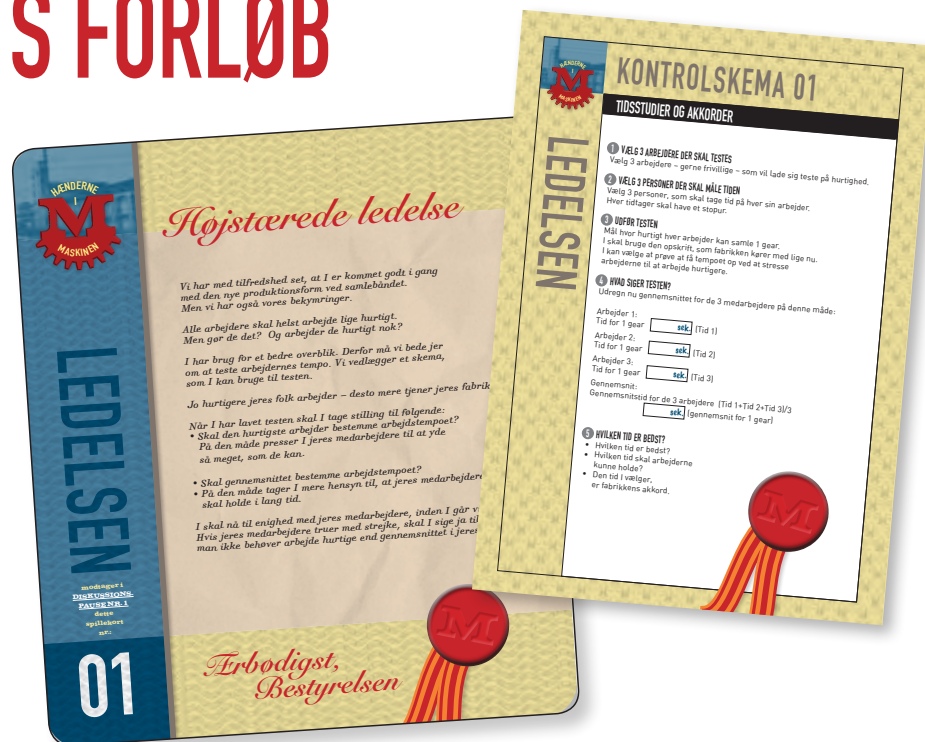 S FORLØB
HÆNDERNE
I
M
MASKINEN
LEDELSEN
modtager i
DISKUSSIONS-
PAUSE NR. 1
dette
spillekort
nr.:
01
Højstærede ledelse
Vi har med tilfredshed set, at I er kommet godt i gang
med den nye produktionsform ved samlebåndet.
Men vi har også vores bekymringer.
Alle arbejdere skal helst arbejde lige hurtigt.
Men gør de det? Og arbejder de hurtigt nok?
I har brug for et bedre overblik. Derfor må vi bede jer
om at teste arbejdernes tempo. Vi vedlægger et skema,
som I kan bruge til testen.
Jo hurtigere jeres folk arbejder – desto mere tjener jeres fabrik
Når I har lavet testen skal I tage stilling til følgende:
• Skal den hurtigste arbejder bestemme arbejdstempoet?
På den måde presser I jeres medarbejdere til at yde
så meget, som de kan.
• Skal gennemsnittet bestemme arbejdstempoet?
• På den måde tager I mere hensyn til, at jeres medarbejdere
skal holde i lang tid.
I skal nå til enighed med jeres medarbejdere, inden I går
Hvis jeres medarbejdere truer med strejke, skal I sige ja til
man ikke behøver arbejde hurtige end gennemsnittet i
Ærbødigst,
Bestyrelsen
M
HÆNDERNE
I
M
MASKINEN
LEDELSEN
KONTROLSKEMA 01
TIDSSTUDIER OG AKKORDER
1 VÆLG 3 ARBEJDERE DER SKAL TESTES
Vælg 3 arbejdere – gerne frivillige – som vil lade sig teste på hurtighed.
2 VÆLG 3 PERSONER DER SKAL MÅLE TIDEN
Vælg 3 personer, som skal tage tid på hver sin arbejder.
Hver tidtager skal have et stopur.
3 UDFØR TESTEN
Mål hvor hurtigt hver arbejder kan samle 1 gear.
I skal bruge den opskrift, som fabrikken kører med lige nu.
I kan vælge at prøve at få tempoet op ved at stresse
arbejderne til at arbejde hurtigere.
4 HVAD SIGER TESTEN?
Udregn nu gennemsnittet for de 3 medarbejdere på denne måde:
Arbejder 1:
Tid for 1 gear sek. (Tid 1)
Arbejder 2:
Tid for 1 gear sek. (Tid 2)
Arbejder 3:
Tid for 1 gear sek. (Tid 3)
Gennemsnit:
Gennemsnitstid for de 3 arbejdere (Tid 1+Tid 2+Tid 3)/3
sek. (gennemsnit for 1 gear)
5 HVILKEN TID ER BEDST?
• Hvilken tid er bedst?
• Hvilken tid skal arbejderne
kunne holde?
• Den tid I vælger,
er fabrikkens akkord.
M